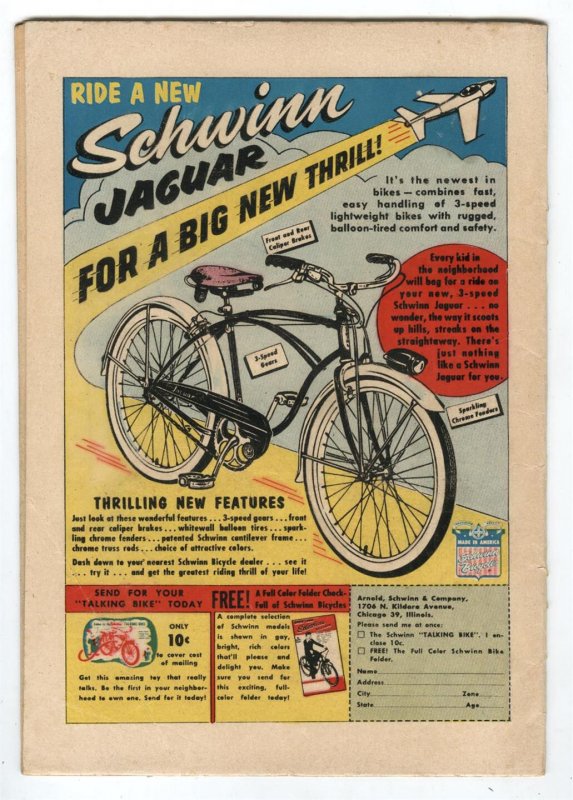 RIDE A NEW
Schwinn
JAGUAR
FOR A BIG NEW THRILL!
It's the newest in
bikes — combines fast,
easy handling of 3-speed
lightweight bikes with rugged,
balloon-tired comfort and safety.
Front and Rear
Caliper Brakes
Every kid in
the neighborhood
will beg for a ride on
your new, 3-speed
Schwinn Jaguar . . . no
wonder, the way it scoots
up hills, streaks on the
straightaway. There's
just nothing
like a Schwinn
Jaguar for you.
3-Speed
Gears
Jaguar
Sparkling
Chrome Fenders
THRILLING NEW FEATURES
Just look at these wonderful features . . . 3-speed gears . . . front
and rear caliper brakes . . . whitewall balloon tires . . . spark-
ling chrome fenders . . . patented Schwinn cantilever frame . . .
chrome truss rods . . . choice of attractive colors.
Dash down to your nearest Schwinn Bicycle dealer . . . see it
. . . try it . . . and get the greatest riding thrill of your life!
MADE IN AMERICA
Schwinn
Bicycles
SEND FOR YOUR
"TALKING BIKE" TODAY
ONLY
10¢
to cover cost
of mailing
Get this amazing toy that really
talks. Be the first in your neighbor-
hood to own one. Send for it today!
FREE! A Full Color Folder Chock-
Full of Schwinn Bicycles
A complete selection
of Schwinn models
is shown in gay,
bright, rich colors
that'll please and
delight you. Make
sure you send for
this exciting, full-
color folder today!
Arnold, Schwinn & Company,
1706 N. Kildare Avenue,
Chicago 39, Illinois.
Please send me at once:
The Schwinn "TALKING BIKE". I en-
close 10c.
FREE! The Full Color Schwinn Bike
Folder.
Name
Address
City Zone
State Age